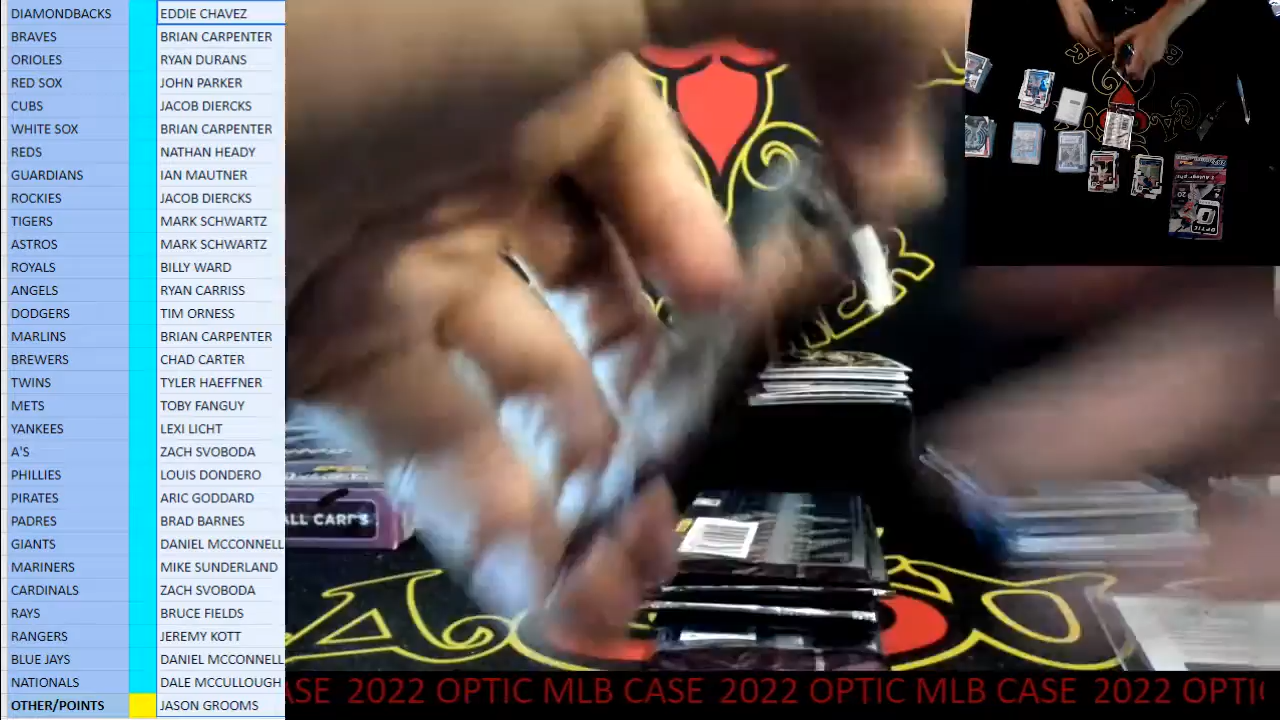 DIAMONDBACKS EDDIE CHAVEZ
BRAVES BRIAN CARPENTER
ORIOLES RYAN DURANS
RED SOX JOHN PARKER
CUBS JACOB DIERCKS
WHITE SOX BRIAN CARPENTER
REDS NATHAN HEADY
GUARDIANS IAN MAUTNER
ROCKIES JACOB DIERCKS
TIGERS MARK SCHWARTZ
ASTROS MARK SCHWARTZ
ROYALS BILLY WARD
ANGELS RYAN CARRISS
DODGERS TIM ORNESS
MARLINS BRIAN CARPENTER
BREWERS CHAD CARTER
TWINS TYLER HAEFFNER
METS TOBY FANGUY
YANKEES LEXI LICHT
A'S ZACH SVOBODA
PHILLIES LOUIS DONDERO
PIRATES ARIC GODDARD
PADRES BRAD BARNES
GIANTS DANIEL MCCONNELL
MARINERS MIKE SUNDERLAND
CARDINALS ZACH SVOBODA
RAYS BRUCE FIELDS
RANGERS JEREMY KOTT
BLUE JAYS DANIEL MCCONNELL
NATIONALS DALE MCCULLOUGH
OTHER/POINTS JASON GROOMS
ALL CARDS
OPTIC
ASE 2022 OPTIC MLB CASE 2022 OPTIC MLB CASE 2022 OPTIC